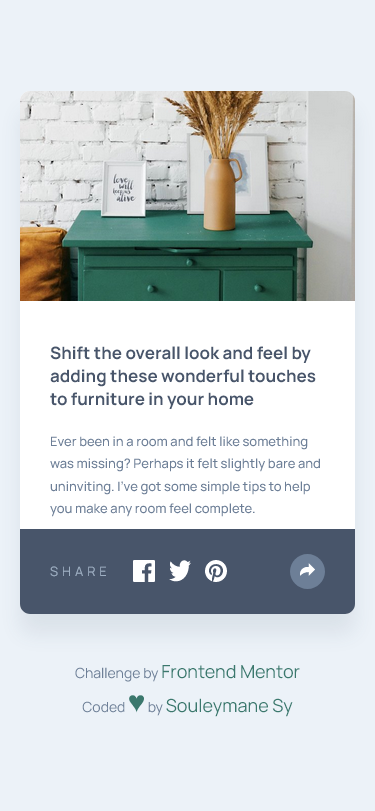 love
will
keep us
alive
Shift the overall look and feel by
adding these wonderful touches
to furniture in your home
Ever been in a room and felt like something
was missing? Perhaps it felt slightly bare and
uninviting. I've got some simple tips to help
you make any room feel complete.
SHARE
Challenge by Frontend Mentor
Coded ♥ by Souleymane Sy